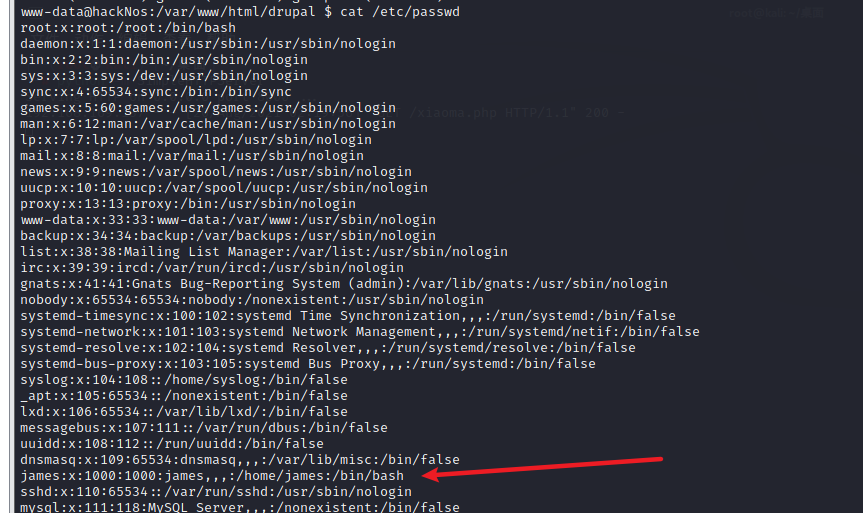 www-data@hackNos:/var/www/html/drupal $ cat /etc/passwd
root:x:root:/root:/bin/bash
daemon:x:1:1:daemon:/usr/sbin:/usr/sbin/nologin
bin:x:2:2:bin:/bin:/usr/sbin/nologin
sys:x:3:3:sys:/dev:/usr/sbin/nologin
sync:x:4:65534:sync:/bin:/bin/sync
games:x:5:60:games:/usr/games:/usr/sbin/nologin
/xiaoma.php HTTP/1.1" 200 -
man:x:6:12:man:/var/cache/man:/usr/sbin/nologin
lp:x:7:7:lp:/var/spool/lpd:/usr/sbin/nologin
mail:x:8:8:mail:/var/mail:/usr/sbin/nologin
news:x:9:9:news:/var/spool/news:/usr/sbin/nologin
uucp:x:10:10:uucp:/var/spool/uucp:/usr/sbin/nologin
proxy:x:13:13:proxy:/bin:/usr/sbin/nologin
www-data:x:33:33:www-data:/var/www:/usr/sbin/nologin
backup:x:34:34:backup:/var/backups:/usr/sbin/nologin
list:x:38:38:Mailing List Manager:/var/list:/usr/sbin/nologin
irc:x:39:39:ircd:/var/run/ircd:/usr/sbin/nologin
gnats:x:41:41:Gnats Bug-Reporting System (admin):/var/lib/gnats:/usr/sbin/nologin
nobody:x:65534:65534:nobody:/nonexistent:/usr/sbin/nologin
systemd-timesync:x:100:102:systemd Time Synchronization,,,:/run/systemd:/bin/false
systemd-network:x:101:103:systemd Network Management,,,:/run/systemd/netif:/bin/false
systemd-resolve:x:102:104:systemd Resolver,,,:/run/systemd/resolve:/bin/false
systemd-bus-proxy:x:103:105:systemd Bus Proxy,,,:/run/systemd:/bin/false
syslog:x:104:108::/home/syslog:/bin/false
_apt:x:105:65534::/nonexistent:/bin/false
lxd:x:106:65534::/var/lib/lxd/:/bin/false
messagebus:x:107:111::/var/run/dbus:/bin/false
uuidd:x:108:112::/run/uuidd:/bin/false
dnsmasq:x:109:65534:dnsmasq,,,:/var/lib/misc:/bin/false
james:x:1000:1000:james,,,:/home/james:/bin/bash
sshd:x:110:65534::/var/run/sshd:/usr/sbin/nologin
mysql:x:111:118:MySQL Server,,,:/nonexistent:/bin/false